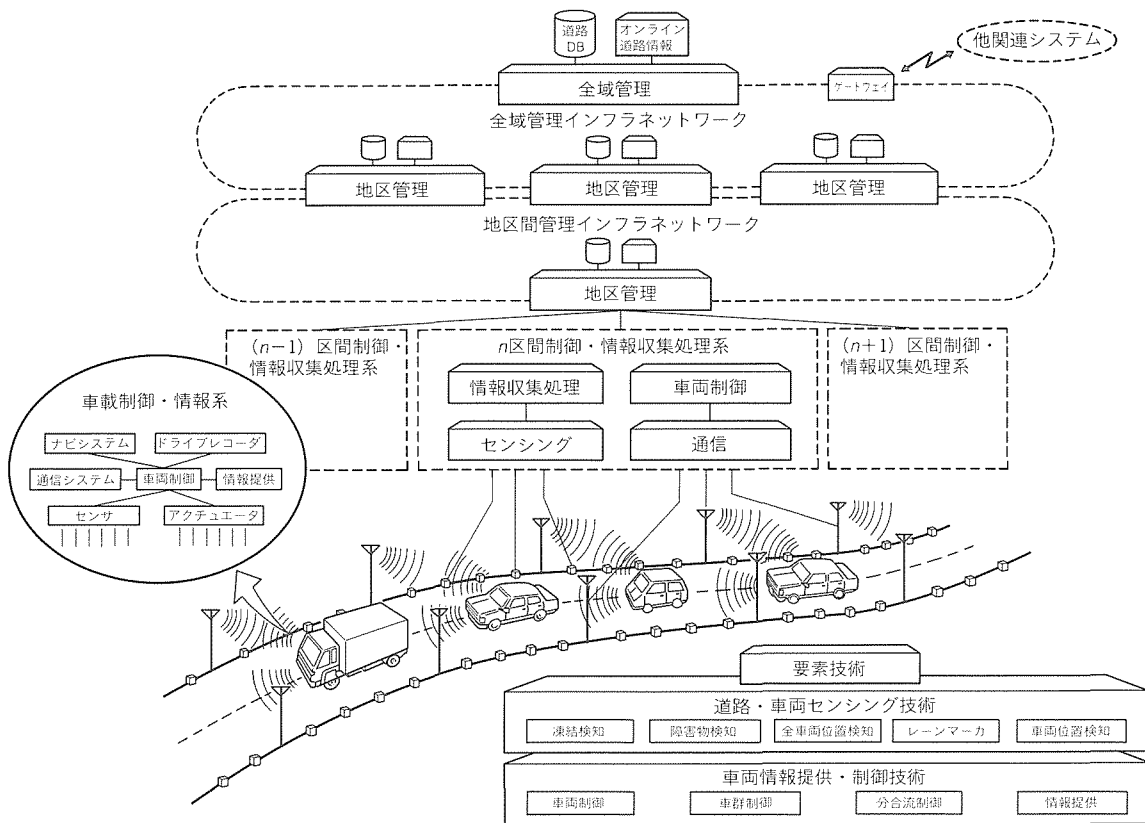 道路
DB
オンライン
道路情報
他関連システム
全域管理
ゲートウェイ
全域管理インフラネットワーク
地区管理
地区管理
地区管理
地区間管理インフラネットワーク
地区管理
(n−1) 区間制御・
情報収集処理系
n区間制御・情報収集処理系
(n+1) 区間制御・
情報収集処理系
情報収集処理
車両制御
センシング
通信
車載制御・情報系
ナビシステム
ドライブレコーダ
通信システム
車両制御
情報提供
センサ
アクチュエータ
要素技術
道路・車両センシング技術
凍結検知
障害物検知
全車両位置検知
レーンマーカ
車両位置検知
車両情報提供・制御技術
車両制御
車群制御
分合流制御
情報提供